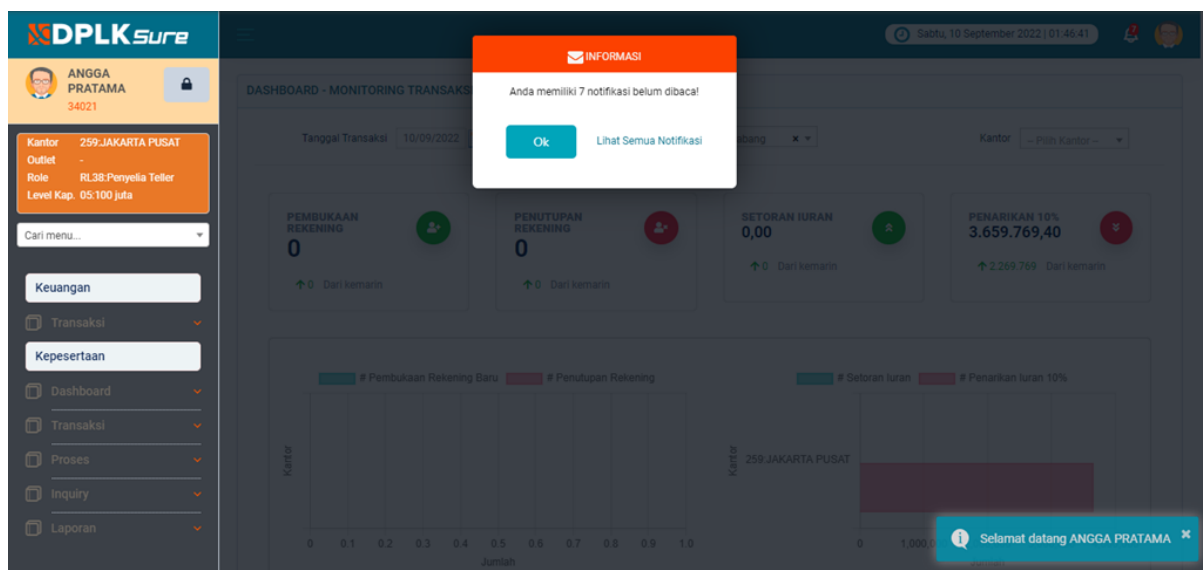 DPLKSure
Sabtu, 10 September 2022 | 01:46:41
ANGGA
PRATAMA
34021
Kantor 259:JAKARTA PUSAT
Outlet -
Role RL38:Penyelia Teller
Level Kap. 05:100 juta
Cari menu...
Keuangan
Transaksi
Kepesertaan
Dashboard
Transaksi
Proses
Inquiry
Laporan
INFORMASI
Anda memiliki 7 notifikasi belum dibaca!
Ok
Lihat Semua Notifikasi
DASHBOARD - MONITORING TRANSAKS
Tanggal Transaksi 10/09/2022
abang
Kantor -- Pilih Kantor --
PEMBUKAAN
REKENING
0
0 Dari kemarin
PENUTUPAN
REKENING
0
0 Dari kemarin
SETORAN IURAN
0,00
0 Dari kemarin
PENARIKAN 10%
3.659.769,40
2.269.769 Dari kemarin
# Pembukaan Rekening Baru # Penutupan Rekening
Kantor
0 0.1 0.2 0.3 0.4 0.5 0.6 0.7 0.8 0.9 1.0
Jumlah
# Setoran Iuran # Penarikan Iuran 10%
Kantor
259:JAKARTA PUSAT
0 1,000,0
Selamat datang ANGGA PRATAMA